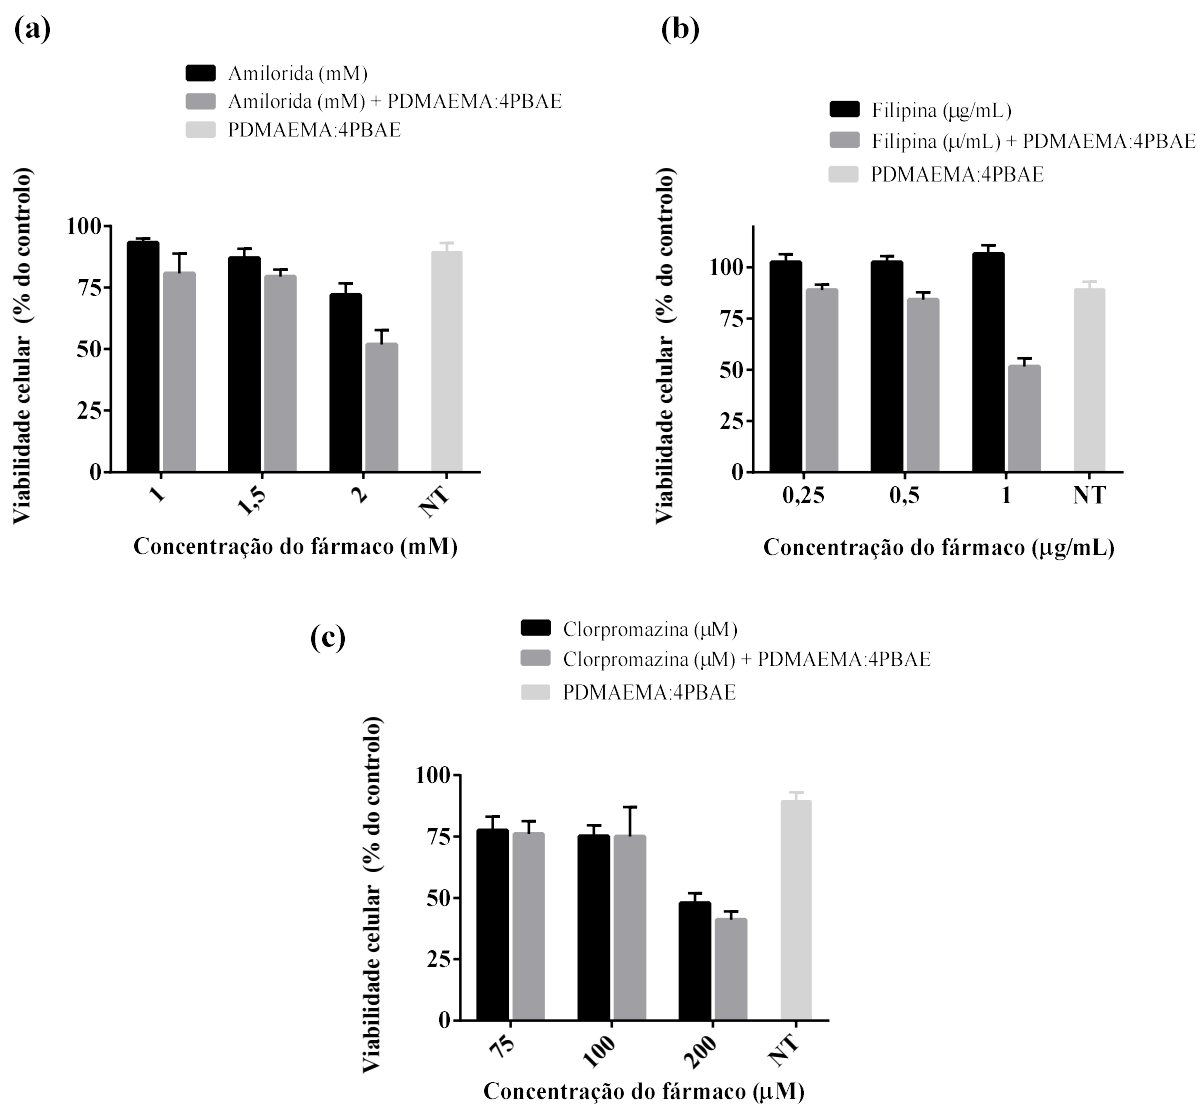 (a)
Amilorida (mM)
Amilorida (mM) + PDMAEMA:4PBAE
PDMAEMA:4PBAE
Viabilidade celular (% do controlo)
100
75
50
25
0
1
1,5
2
NT
Concentração do fármaco (mM)
(b)
Filipina (μg/mL)
Filipina (μ/mL) + PDMAEMA:4PBAE
PDMAEMA:4PBAE
Viabilidade celular (% do controlo)
100
75
50
25
0
0,25
0,5
1
NT
Concentração do fármaco (μg/mL)
(c)
Clorpromazina (μM)
Clorpromazina (μM) + PDMAEMA:4PBAE
PDMAEMA:4PBAE
Viabilidade celular (% do controlo)
100
75
50
25
0
75
100
200
NT
Concentração do fármaco (μM)